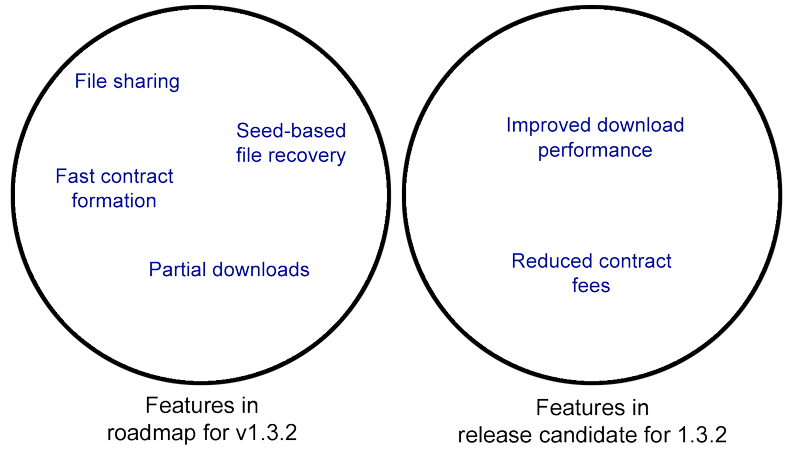 File sharing
Seed-based
file recovery
Fast contract
formation
Partial downloads
Features in
roadmap for v1.3.2
Improved download
performance
Reduced contract
fees
Features in
release candidate for 1.3.2